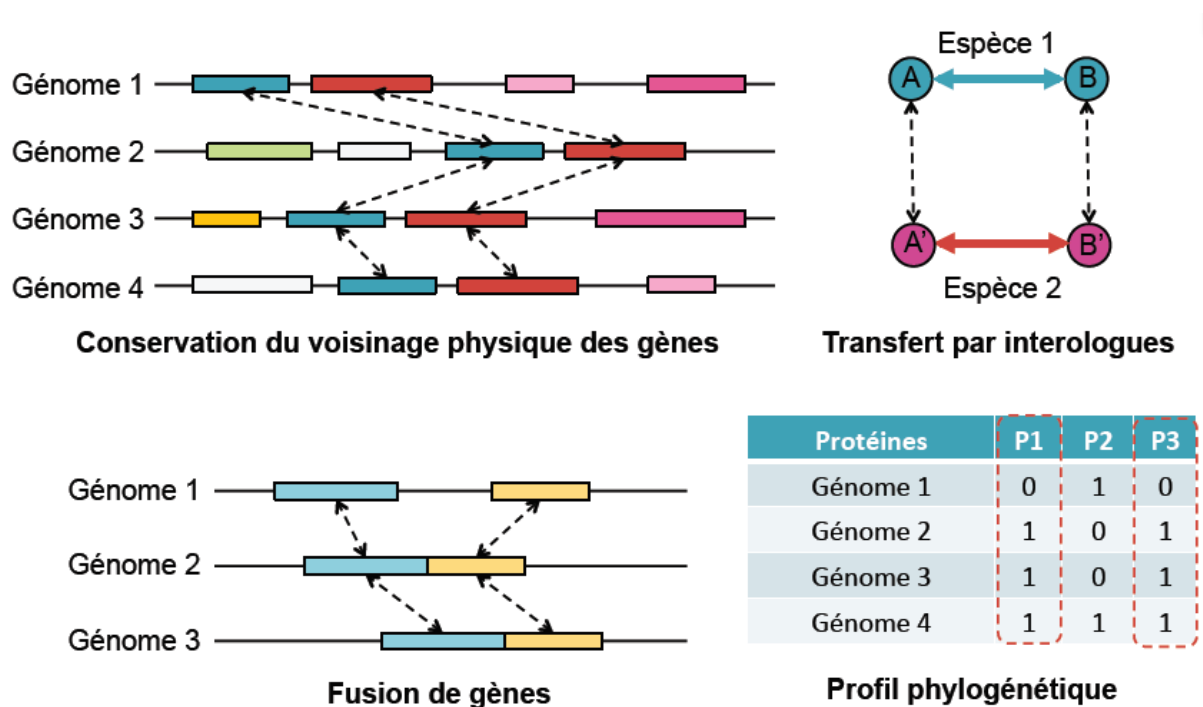 Génome 1
Génome 2
Génome 3
Génome 4
Conservation du voisinage physique des gènes
Espèce 1
A B
A' B'
Espèce 2
Transfert par interologues
Génome 1
Génome 2
Génome 3
Fusion de gènes
Protéines P1 P2 P3
Génome 1 0 1 0
Génome 2 1 0 1
Génome 3 1 0 1
Génome 4 1 1 1
Profil phylogénétique